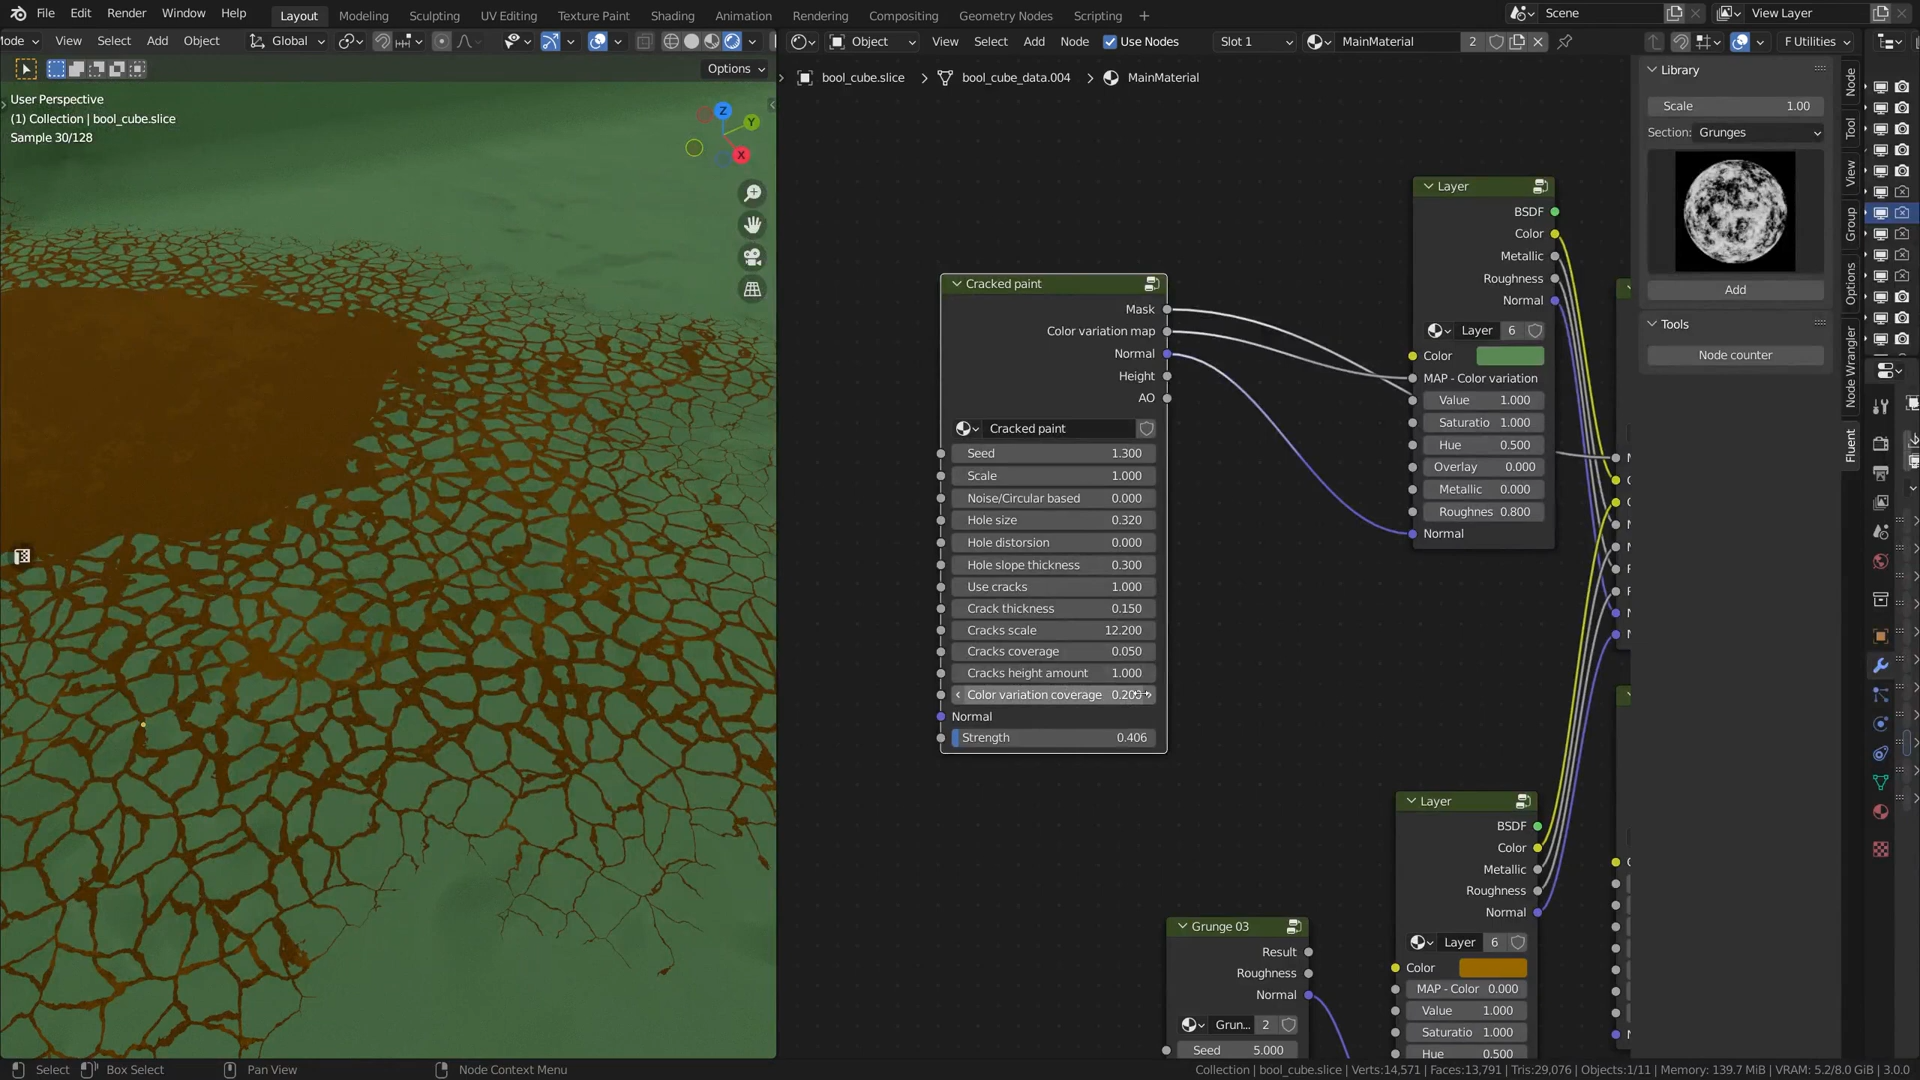 File Edit Render Window Help Layout Modeling Sculpting UV Editing Texture Paint Shading Animation Rendering Compositing Geometry Nodes Scripting + Scene View Layer
ode View Select Add Object Global Object View Select Add Node Use Nodes Slot 1 MainMaterial 2 F Utilities
Options
bool_cube.slice > bool_cube_data.004 > MainMaterial
User Perspective
(1) Collection | bool_cube.slice
Sample 30/128
Z
Y
X
Cracked paint
Mask
Color variation map
Normal
Height
AO
Cracked paint
Seed 1.300
Scale 1.000
Noise/Circular based 0.000
Hole size 0.320
Hole distorsion 0.000
Hole slope thickness 0.300
Use cracks 1.000
Crack thickness 0.150
Cracks scale 12.200
Cracks coverage 0.050
Cracks height amount 1.000
Color variation coverage 0.20
Normal
Strength 0.406
Layer
BSDF
Color
Metallic
Roughness
Normal
Layer 6
Color
MAP - Color variation
Value 1.000
Saturatio 1.000
Hue 0.500
Overlay 0.000
Metallic 0.000
Roughnes 0.800
Normal
Layer
BSDF
Color
Metallic
Roughness
Normal
Layer 6
Color
MAP - Color 0.000
Value 1.000
Saturatio 1.000
Hue 0.500
Grunge 03
Result
Roughness
Normal
Grun... 2
Seed 5.000
Library
Scale 1.00
Section: Grunges
Add
Tools
Node counter
Node
Tool
View
Group
Options
Node Wrangler
Fluent
Select Box Select Pan View Node Context Menu Collection | bool_cube.slice | Verts:14,571 | Faces:13,791 | Tris:29,076 | Objects:1/11 | Memory: 139.7 MiB | VRAM: 5.2/8.0 GiB | 3.0.0